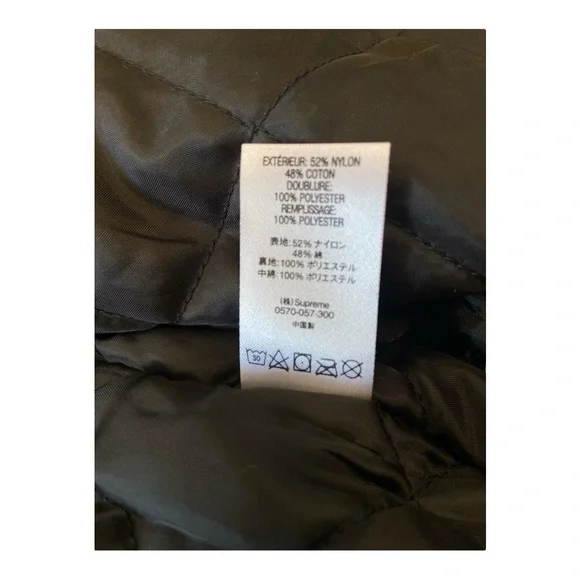 EXTÉRIEUR: 52% NYLON
48% COTON
DOUBLURE:
100% POLYESTER
REMPLISSAGE:
100% POLYESTER
表地:52% ナイロン
48% 綿
裏地:100% ポリエステル
中綿:100% ポリエステル
(株) Supreme
0570-057-300
中国製
30